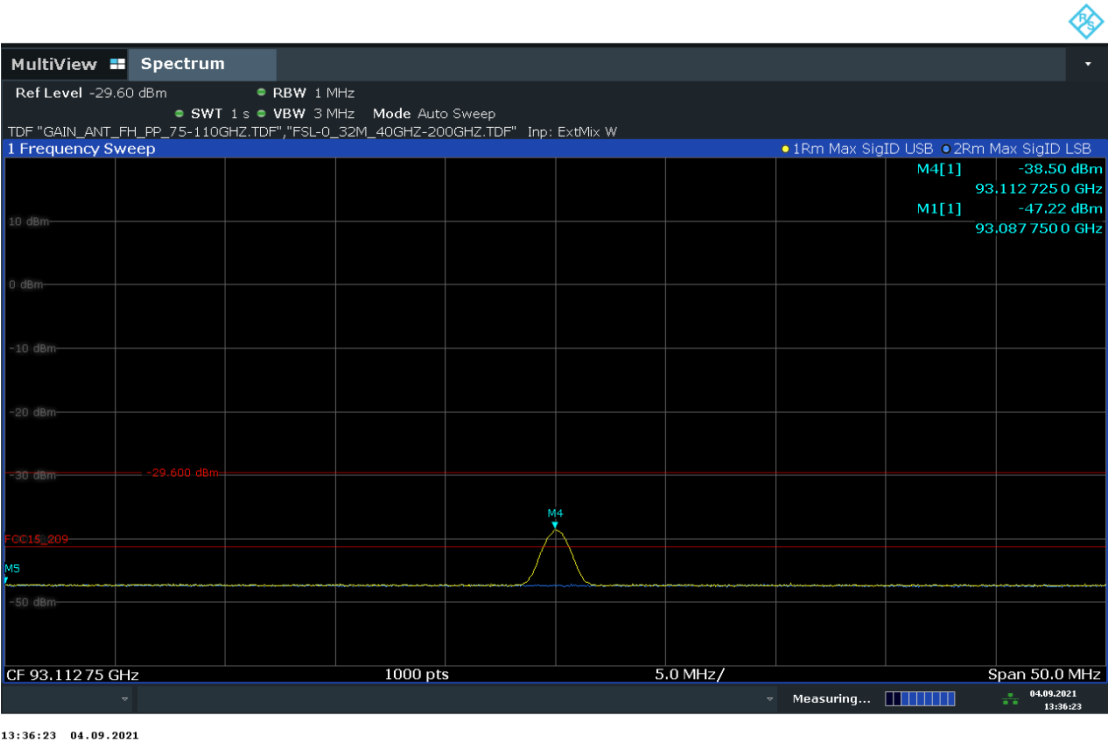 R&S
MultiView Spectrum
Ref Level -29.60 dBm RBW 1 MHz
SWT 1 s VBW 3 MHz Mode Auto Sweep
TDF "GAIN_ANT_FH_PP_75-110GHZ.TDF","FSL-0_32M_40GHZ-200GHZ.TDF" Inp: ExtMix W
1 Frequency Sweep 1Rm Max SigID USB 2Rm Max SigID LSB
M4[1] -38.50 dBm
93.112 725 0 GHz
M1[1] -47.22 dBm
93.087 750 0 GHz
10 dBm
0 dBm
-10 dBm
-20 dBm
-30 dBm -29.600 dBm
M4
FCC15_209
M5
-50 dBm
CF 93.112 75 GHz 1000 pts 5.0 MHz/ Span 50.0 MHz
Measuring... 04.09.2021
13:36:23
13:36:23 04.09.2021